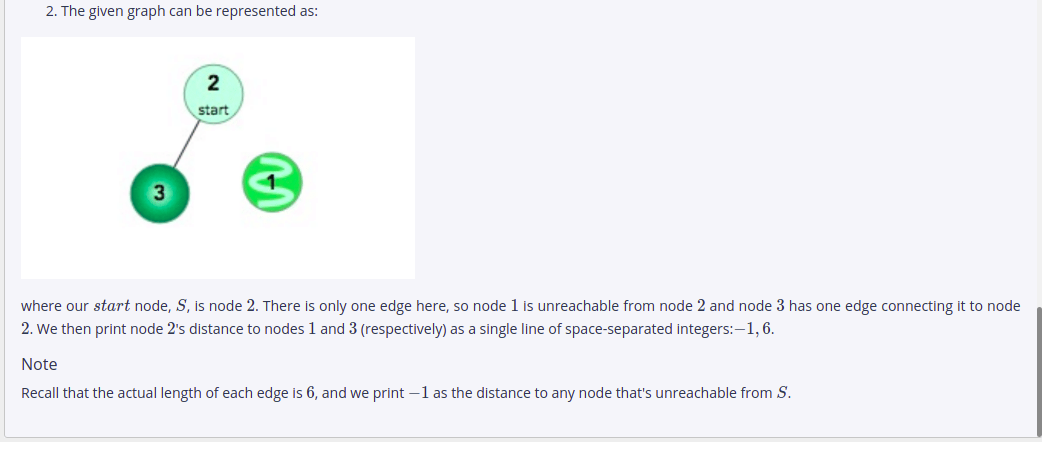 2. The given graph can be represented as:
2
start
3
1
where our start node, S, is node 2. There is only one edge here, so node 1 is unreachable from node 2 and node 3 has one edge connecting it to node
2. We then print node 2's distance to nodes 1 and 3 (respectively) as a single line of space-separated integers:−1, 6.
Note
Recall that the actual length of each edge is 6, and we print −1 as the distance to any node that's unreachable from S.